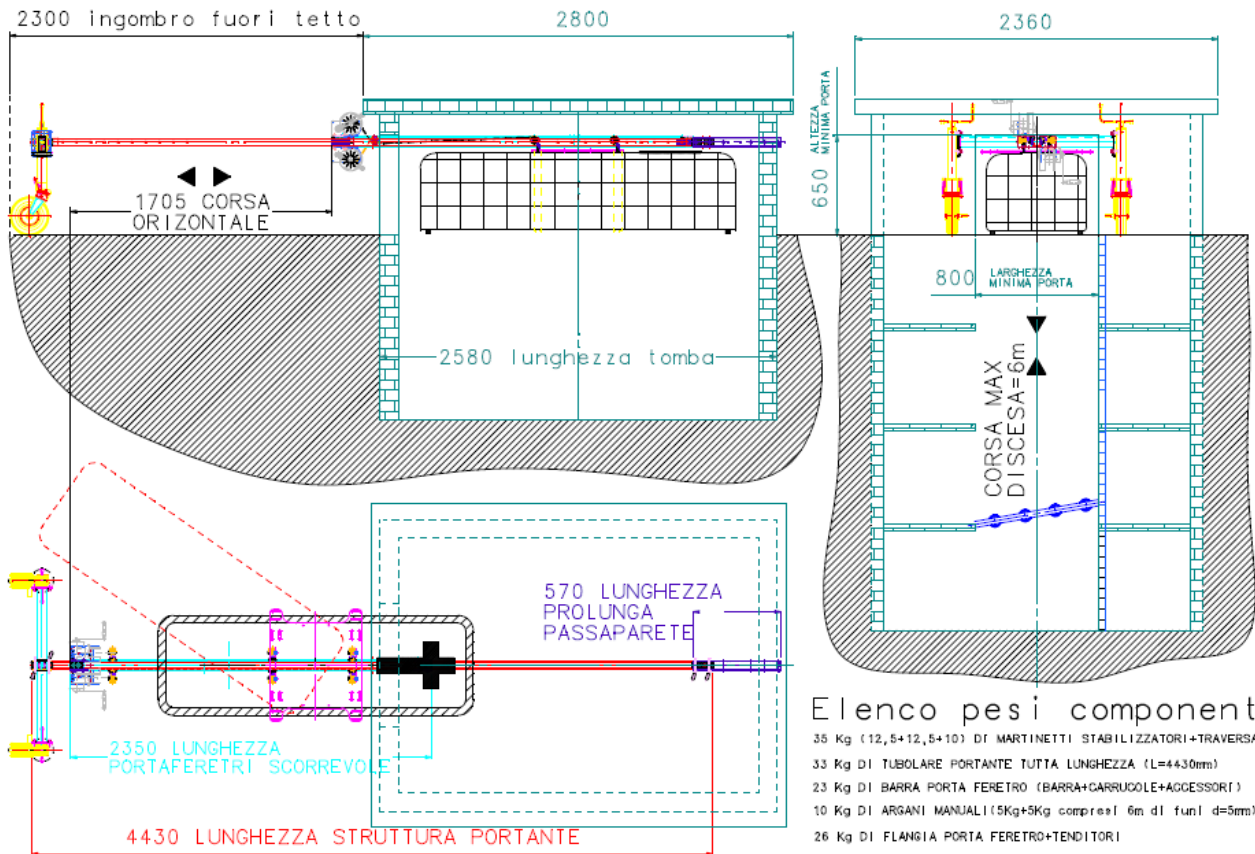 2300 ingombro fuori tetto
2800
2360
ALTEZZA
MINIMA PORTA
650
1705 CORSA
ORIZONTALE
800
LARGHEZZA
MINIMA PORTA
2580 lunghezza tomba
CORSA MAX
DISCESA=6m
570 LUNGHEZZA
PROLUNGA
PASSAPARETE
2350 LUNGHEZZA
PORTAFERETRI SCORREVOLE
4430 LUNGHEZZA STRUTTURA PORTANTE
Elenco pesi component
35 Kg (12,5+12,5+10) DI MARTINETTI STABILIZZATORI+TRAVERSA
33 Kg DI TUBOLARE PORTANTE TUTTA LUNGHEZZA (L=4430mm)
23 Kg DI BARRA PORTA FERETRO (BARRA+CARRUCOLE+ACCESSORI)
10 Kg DI ARGANI MANUALI(5Kg+5Kg compresi 6m di funi d=5mm)
26 Kg DI FLANGIA PORTA FERETRO+TENDITORI